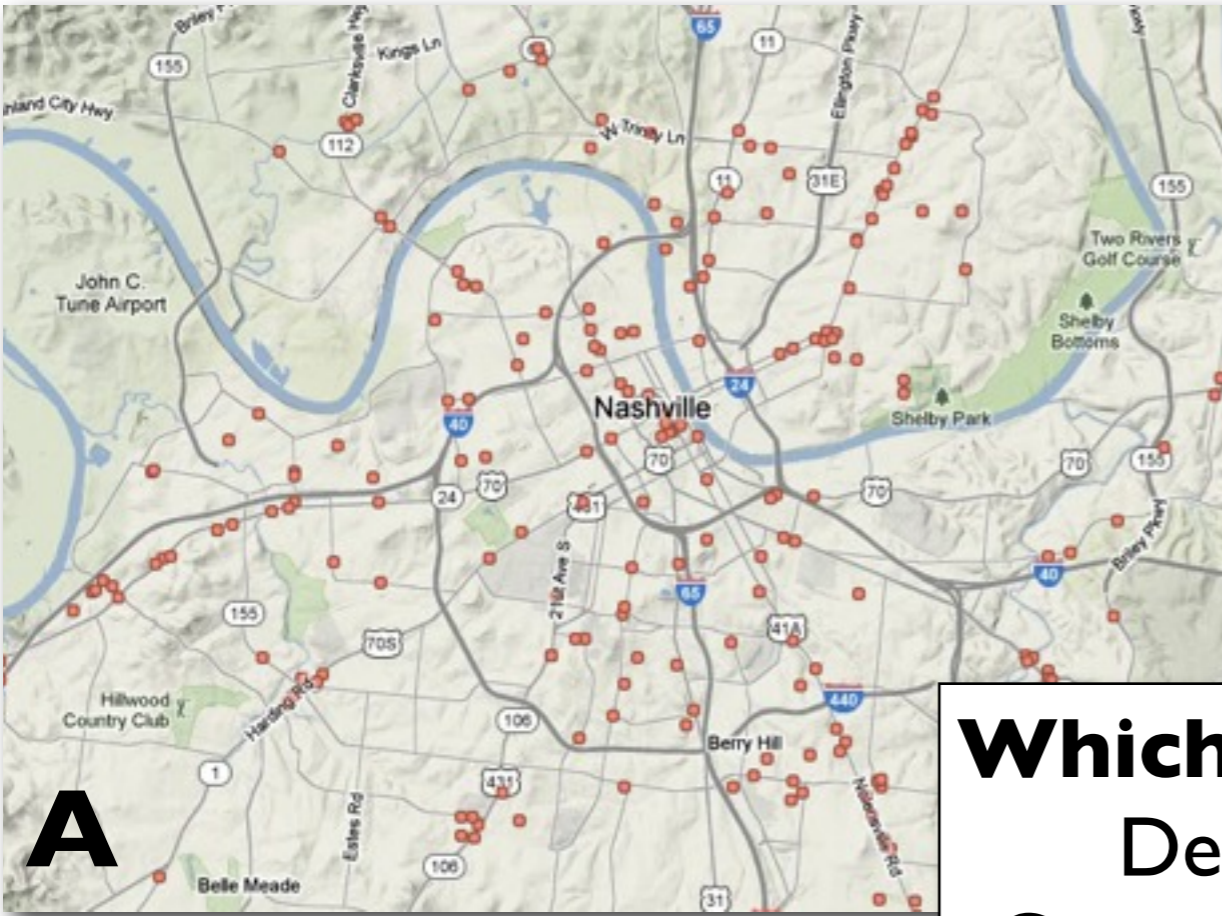 Briley P
65
11
155
Kings Ln
Clarksville Hwy
Ellington Pkwy
hland City Hwy
W Trinity Ln
112
11
31E
155
Two Rivers
Golf Course
John C.
Tune Airport
Shelby
Bottoms
24
Nashville
Shelby Park
40
70
70
155
24
70
70
431
21st Ave S
Briley Pkwy
40
65
155
41A
70S
Hillwood
Country Club
Harding Rd
106
440
Berry Hill
Which
1
431
De
A
Estes Rd
Nolensville Rd
106
Belle Meade
31